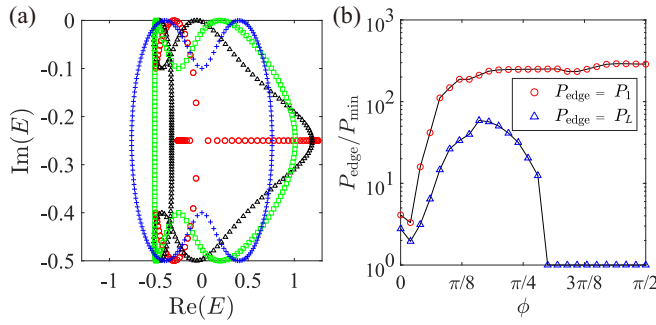 (a)
0
-0.1
-0.2
-0.3
-0.4
-0.5
Im(E)
-1 -0.5 0 0.5 1
Re(E)
(b)
10³
10²
10¹
10⁰
P_edge/P_min
P_edge = P_1
P_edge = P_L
0 π/8 π/4 3π/8 π/2
ϕ